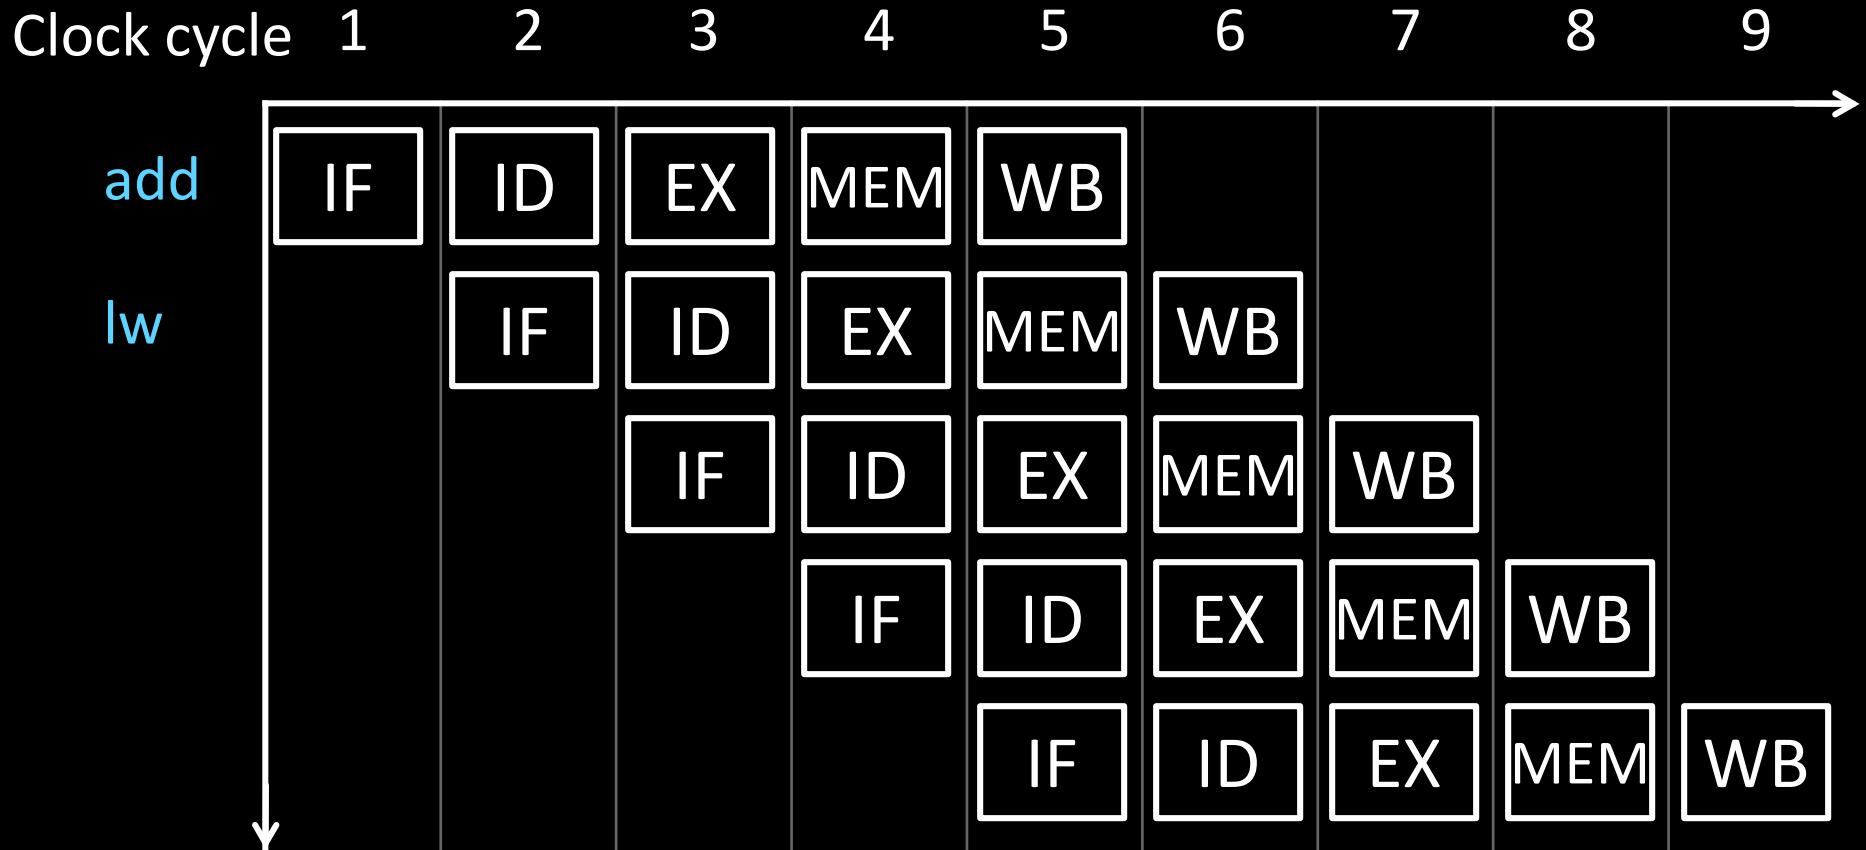 Clock cycle 1 2 3 4 5 6 7 8 9
add IF ID EX MEM WB
lw IF ID EX MEM WB
IF ID EX MEM WB
IF ID EX MEM WB
IF ID EX MEM WB